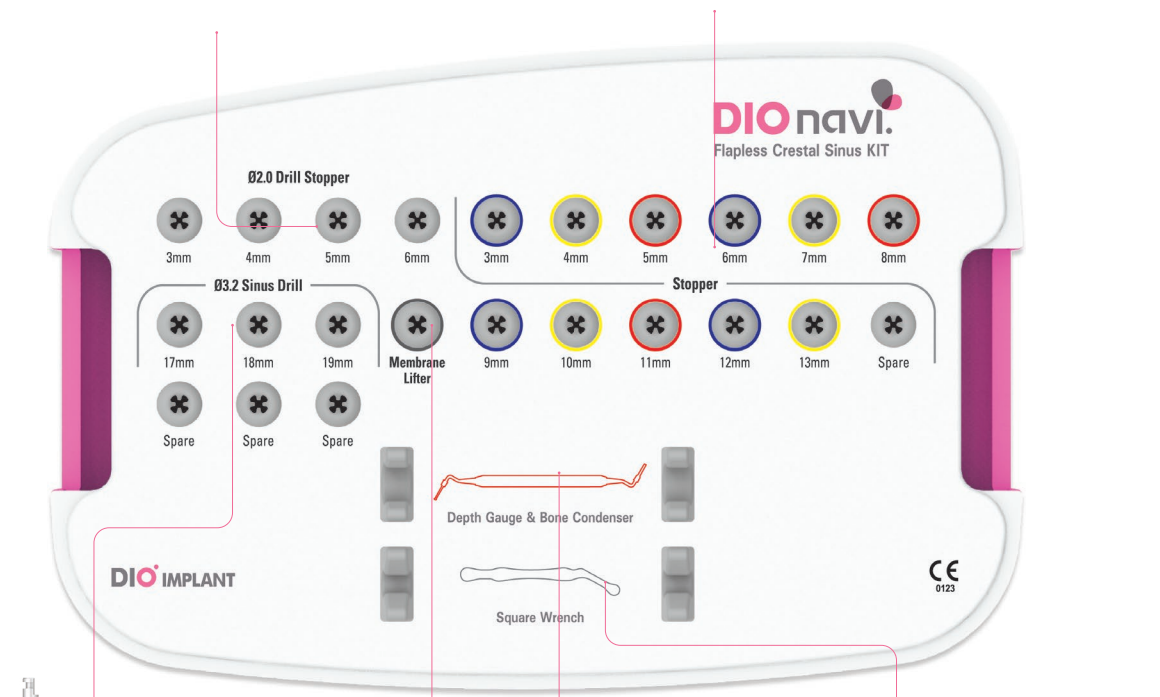 DIO navi.
Flapless Crestal Sinus KIT
Ø2.0 Drill Stopper
3mm 4mm 5mm 6mm 3mm 4mm 5mm 6mm 7mm 8mm
Ø3.2 Sinus Drill
Stopper
17mm 18mm 19mm Membrane Lifter 9mm 10mm 11mm 12mm 13mm Spare
Spare Spare Spare
Depth Gauge & Bone Condenser
DIO IMPLANT
Square Wrench
CE
0123